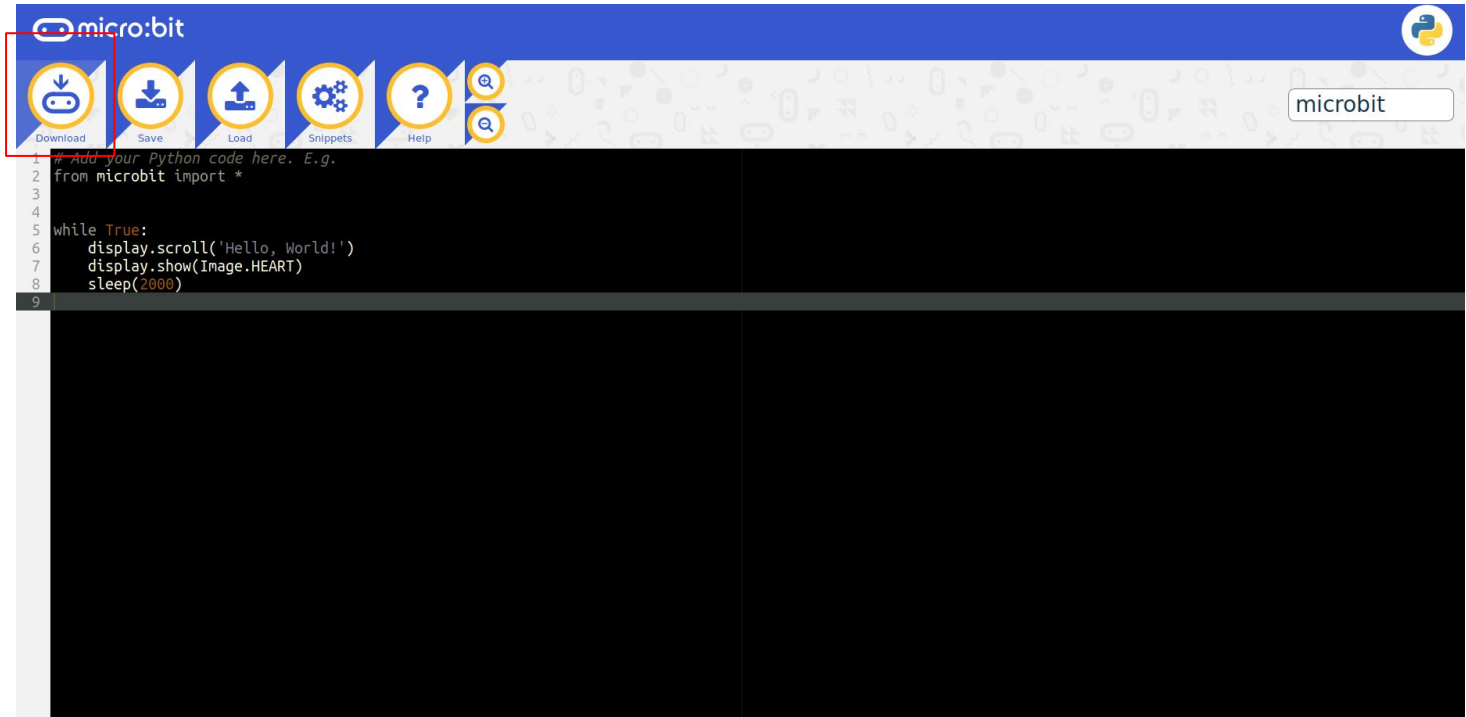 micro:bit
Download Save Load Snippets Help
microbit
1 # Add your Python code here. E.g.
2 from microbit import *
3
4
5 while True:
6     display.scroll('Hello, World!')
7     display.show(Image.HEART)
8     sleep(2000)
9